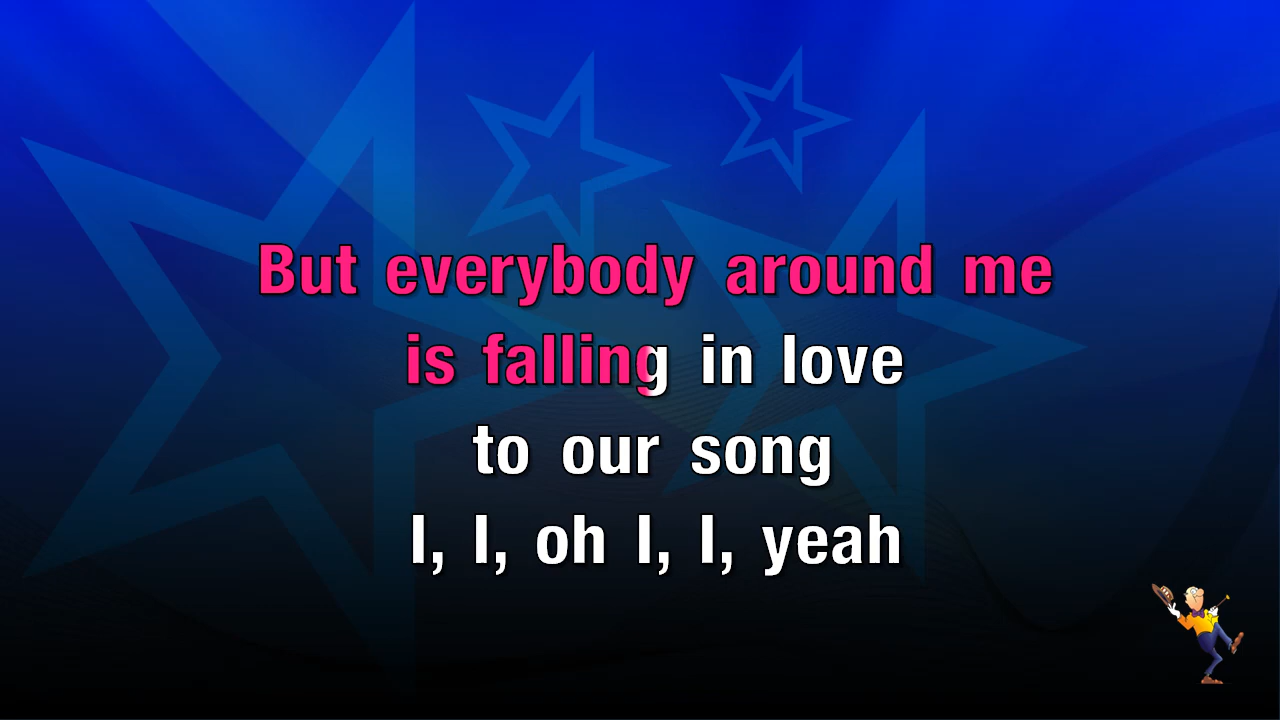 But everybody around me
is falling in love
to our song
I, I, oh I, I, yeah